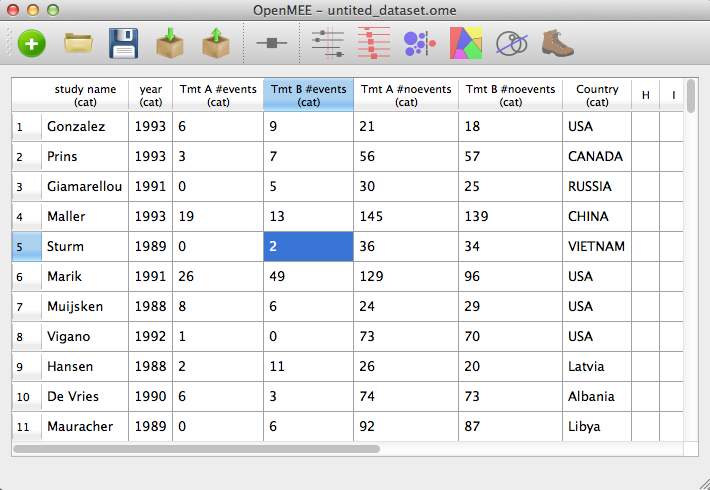 OpenMEE – untited_dataset.ome
study name (cat) year (cat) Tmt A #events (cat) Tmt B #events (cat) Tmt A #noevents (cat) Tmt B #noevents (cat) Country (cat) H I
1 Gonzalez 1993 6 9 21 18 USA
2 Prins 1993 3 7 56 57 CANADA
3 Giamarellou 1991 0 5 30 25 RUSSIA
4 Maller 1993 19 13 145 139 CHINA
5 Sturm 1989 0 2 36 34 VIETNAM
6 Marik 1991 26 49 129 96 USA
7 Muijsken 1988 8 6 24 29 USA
8 Vigano 1992 1 0 73 70 USA
9 Hansen 1988 2 11 26 20 Latvia
10 De Vries 1990 6 3 74 73 Albania
11 Mauracher 1989 0 6 92 87 Libya